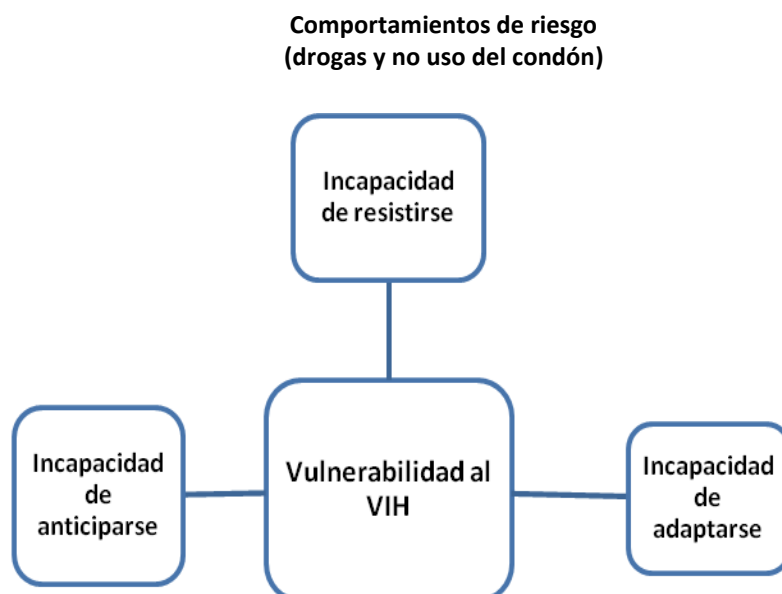 Comportamientos de riesgo
(drogas y no uso del condón)
Incapacidad
de resistirse
Incapacidad
de
anticiparse
Vulnerabilidad al
VIH
Incapacidad
de
adaptarse